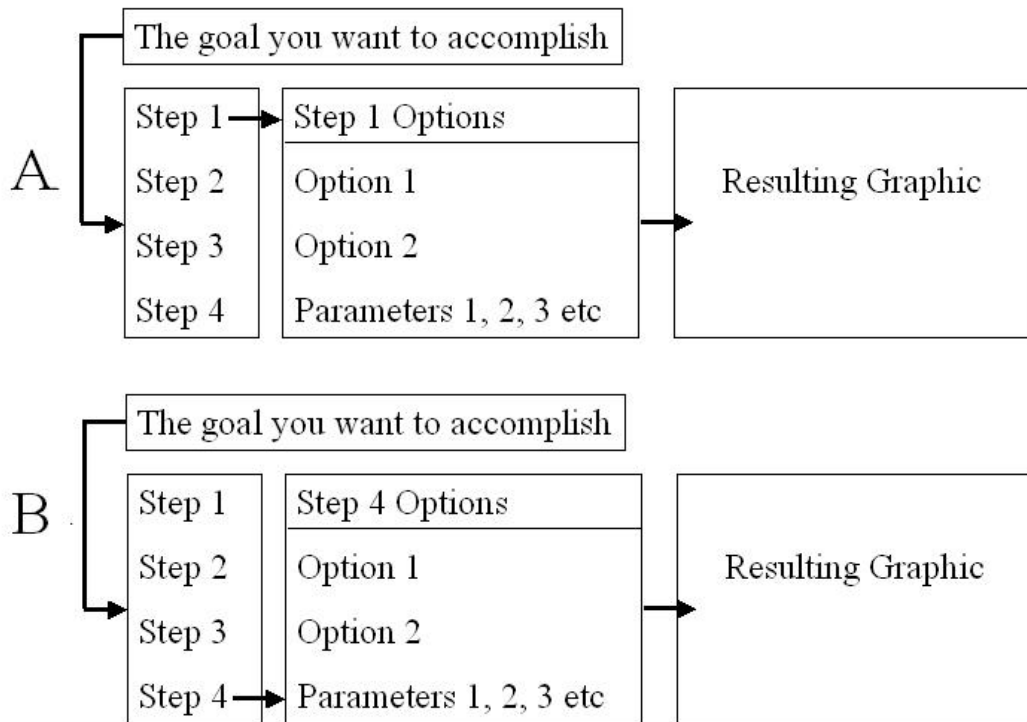 The goal you want to accomplish
A
Step 1
Step 2
Step 3
Step 4
Step 1 Options
Option 1
Option 2
Parameters 1, 2, 3 etc
Resulting Graphic
The goal you want to accomplish
B
Step 1
Step 2
Step 3
Step 4
Step 4 Options
Option 1
Option 2
Parameters 1, 2, 3 etc
Resulting Graphic